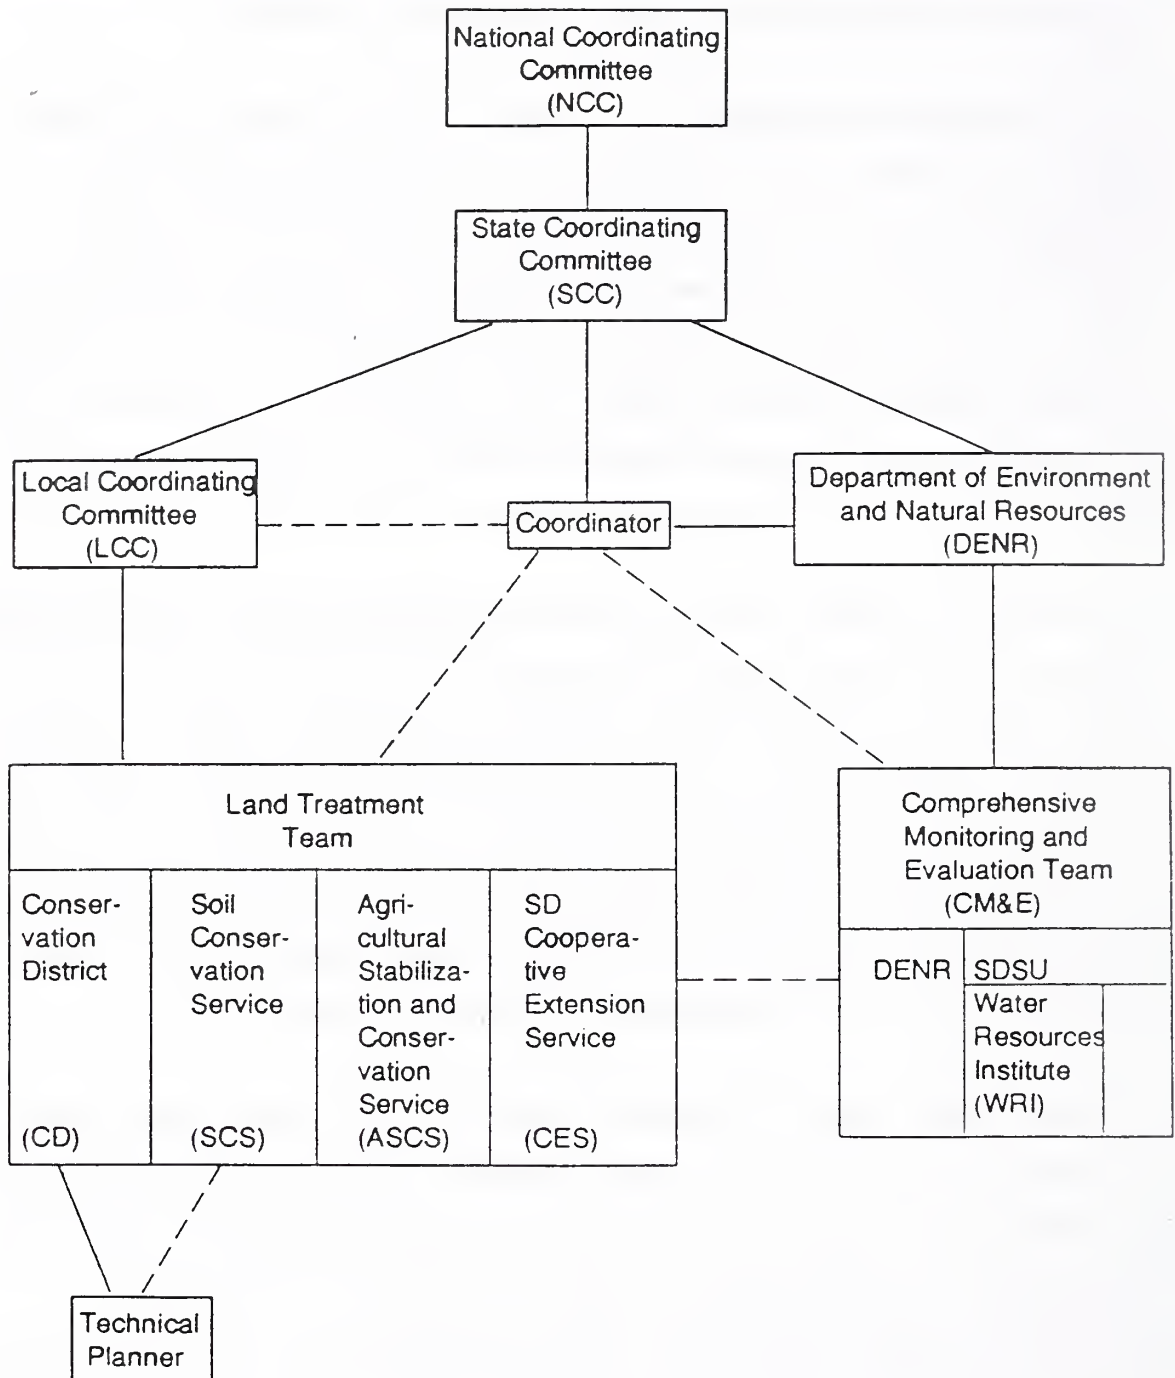 National Coordinating
Committee
(NCC)
State Coordinating
Committee
(SCC)
Local Coordinating
Committee
(LCC)
Coordinator
Department of Environment
and Natural Resources
(DENR)
Land Treatment
Team
Conser-
vation
District
(CD)
Soil
Conser-
vation
Service
(SCS)
Agri-
cultural
Stabiliza-
tion and
Conser-
vation
Service
(ASCS)
SD
Coopera-
tive
Extension
Service
(CES)
Comprehensive
Monitoring and
Evaluation Team
(CM&E)
DENR
SDSU
Water
Resources
Institute
(WRI)
Technical
Planner